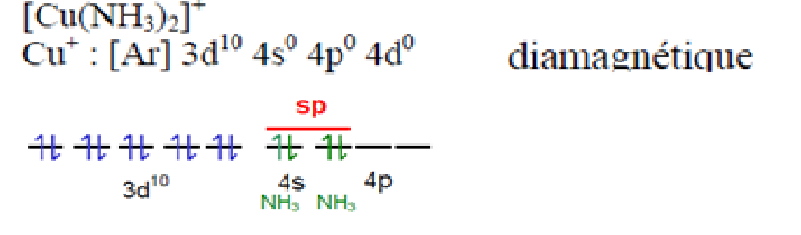 [Cu(NH₃)₂]⁺
Cu⁺ : [Ar] 3d¹⁰ 4s⁰ 4p⁰ 4d⁰ diamagnétique
sp
3d¹⁰ 4s 4p
NH₃ NH₃